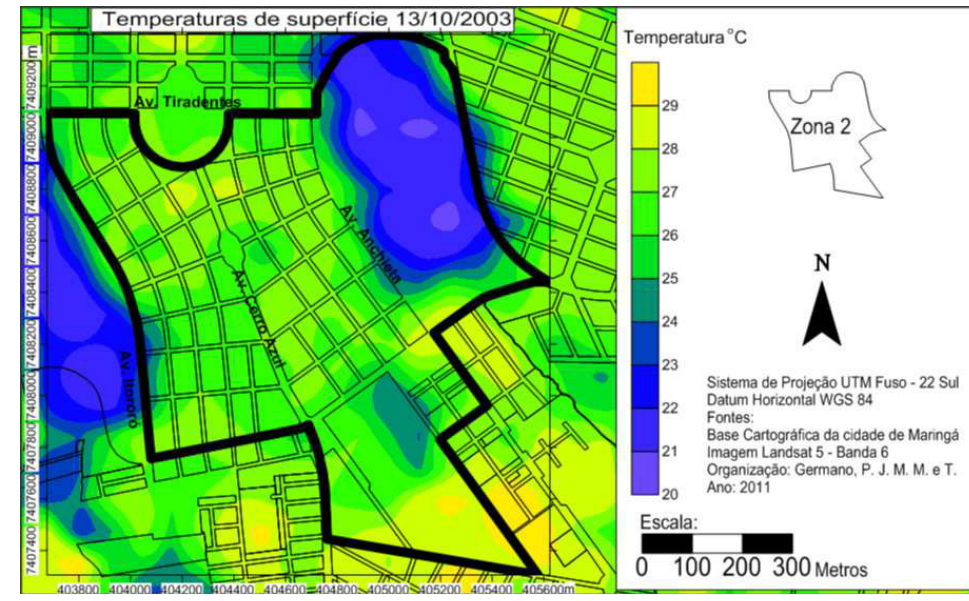 Temperaturas de superfície 13/10/2003
7409200 m
7409000
7408800
7408600
7408400
7408200
7408000
7407800
7407600
7407400
Av. Tiradentes
Av. Anchieta
Av. Cerro Azul
Av. Itororó
403800 404000 404200 404400 404600 404800 405000 405200 405400 405600m
Temperatura °C
29
28
27
26
25
24
23
22
21
20
Zona 2
N
Sistema de Projeção UTM Fuso - 22 Sul
Datum Horizontal WGS 84
Fontes:
Base Cartográfica da cidade de Maringá
Imagem Landsat 5 - Banda 6
Organização: Germano, P. J. M. M. e T.
Ano: 2011
Escala:
0 100 200 300 Metros